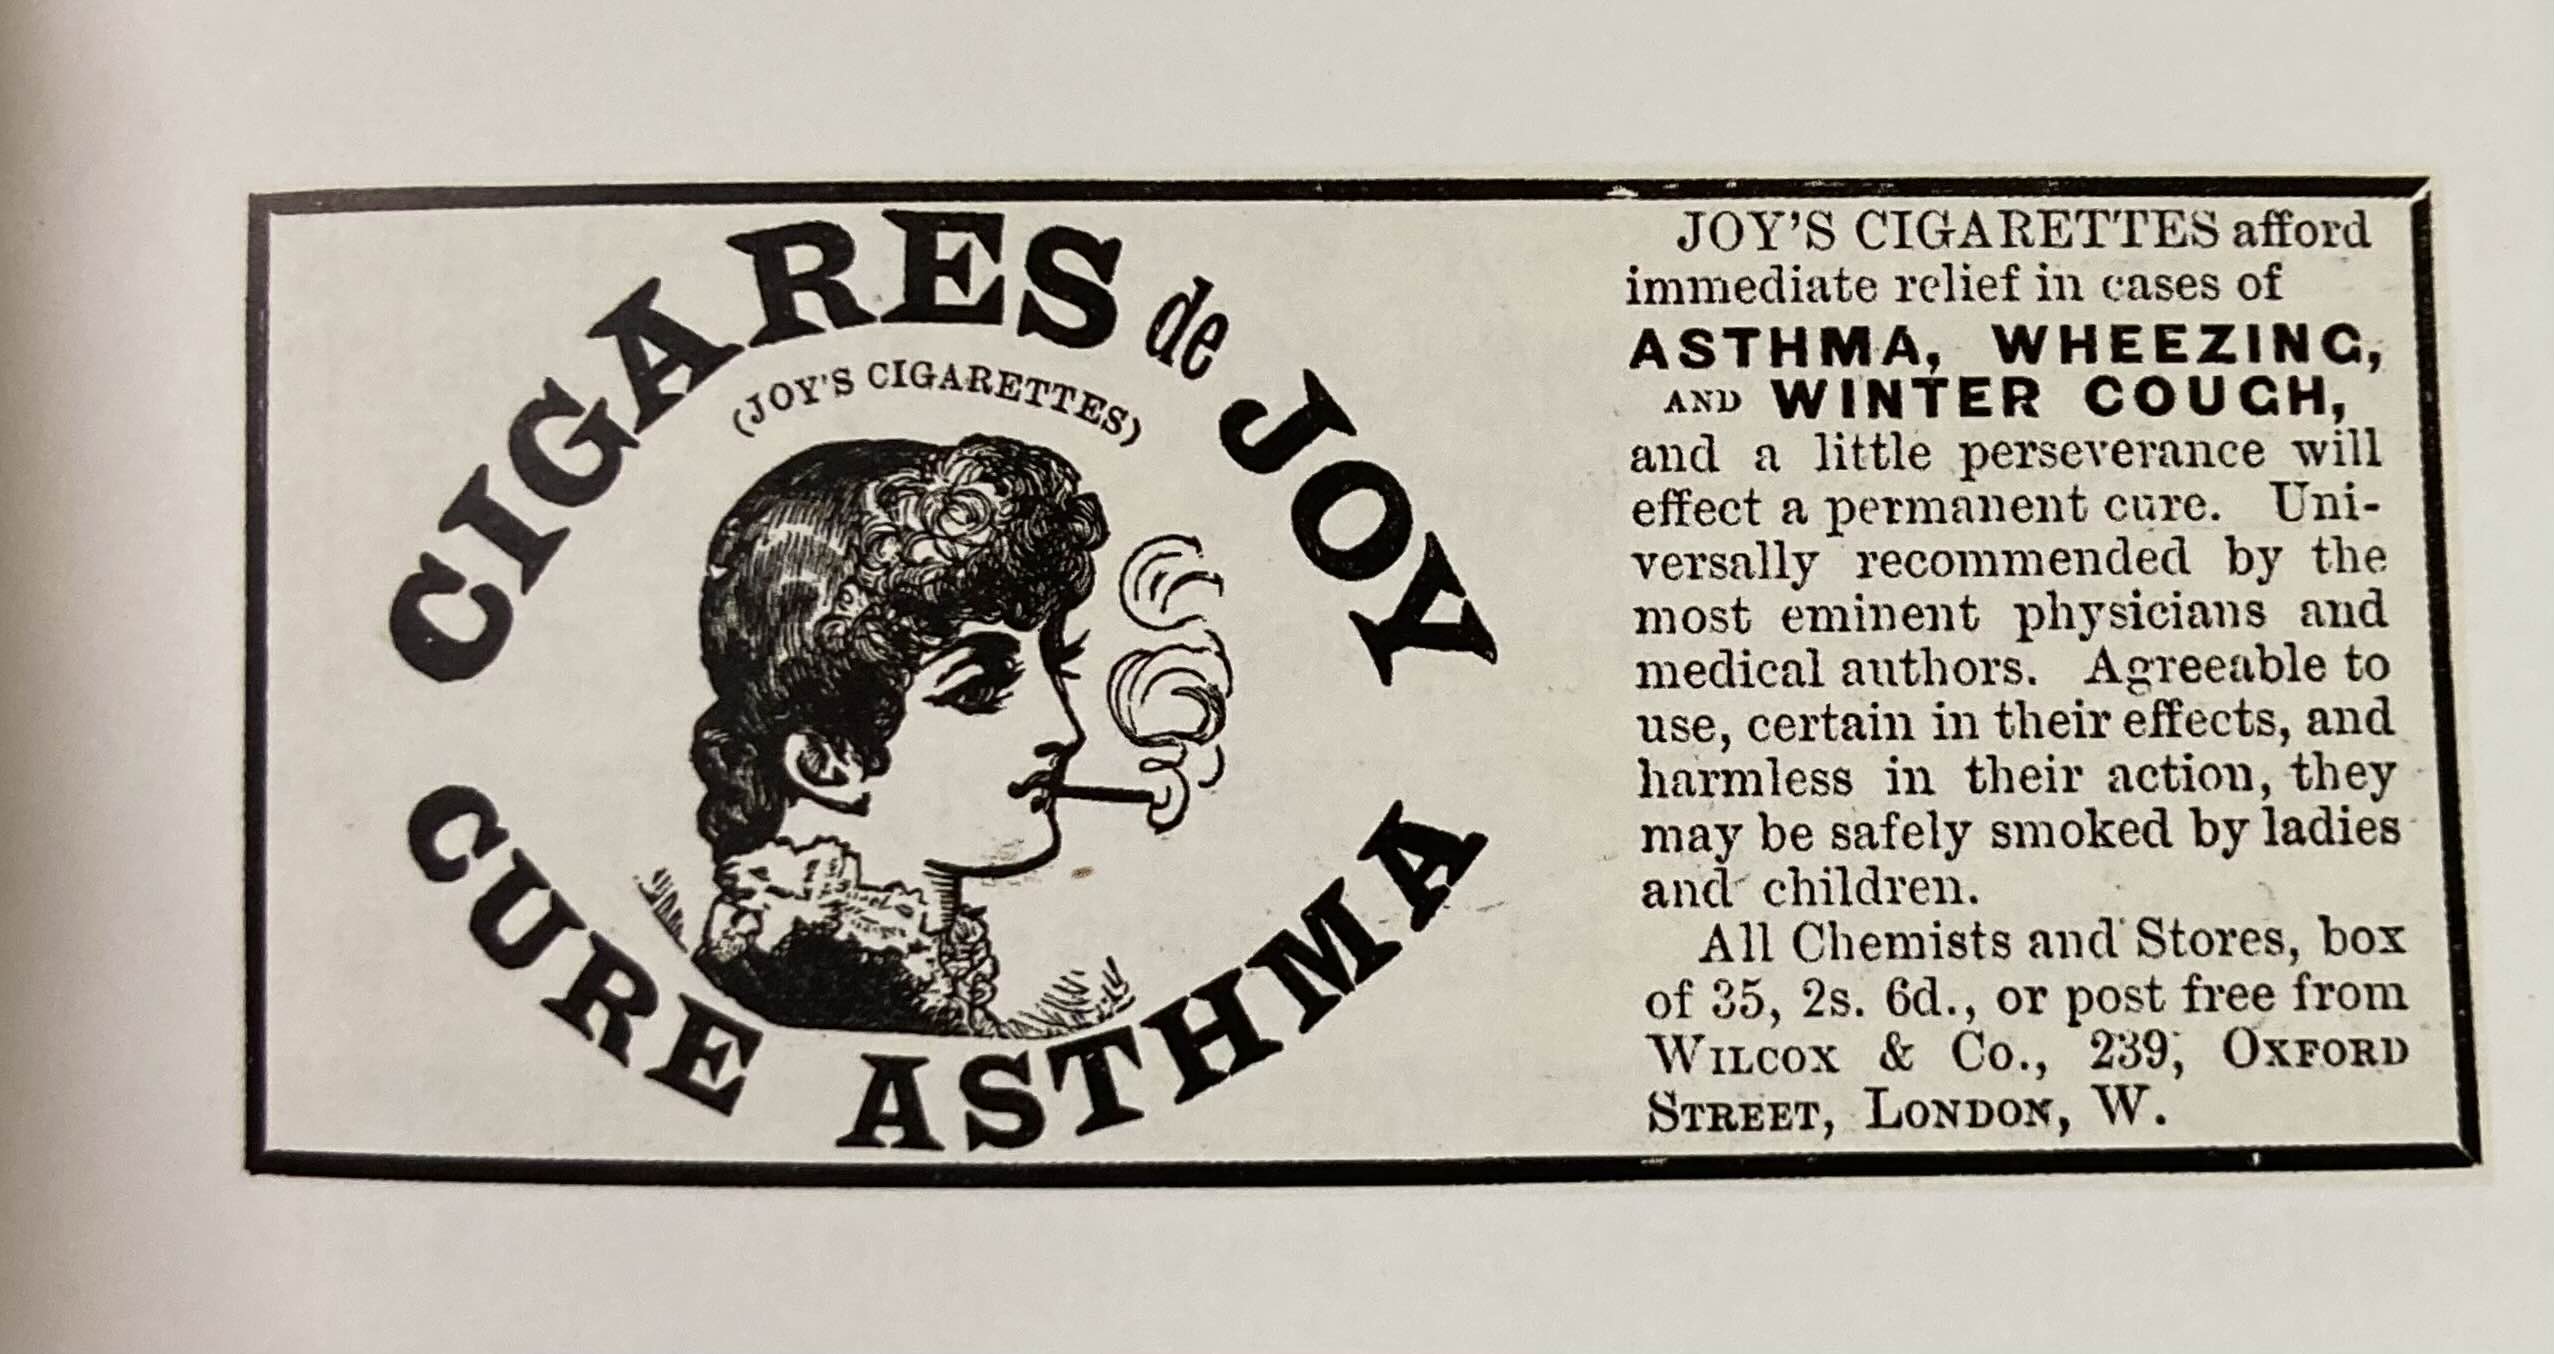 CIGARES de JOY
(JOY'S CIGARETTES)
CURE ASTHMA
JOY'S CIGARETTES afford
immediate relief in cases of
ASTHMA, WHEEZING,
AND WINTER COUGH,
and a little perseverance will
effect a permanent cure. Uni-
versally recommended by the
most eminent physicians and
medical authors. Agreeable to
use, certain in their effects, and
harmless in their action, they
may be safely smoked by ladies
and children.
All Chemists and Stores, box
of 35, 2s. 6d., or post free from
WILCOX & Co., 239, OXFORD
STREET, LONDON, W.